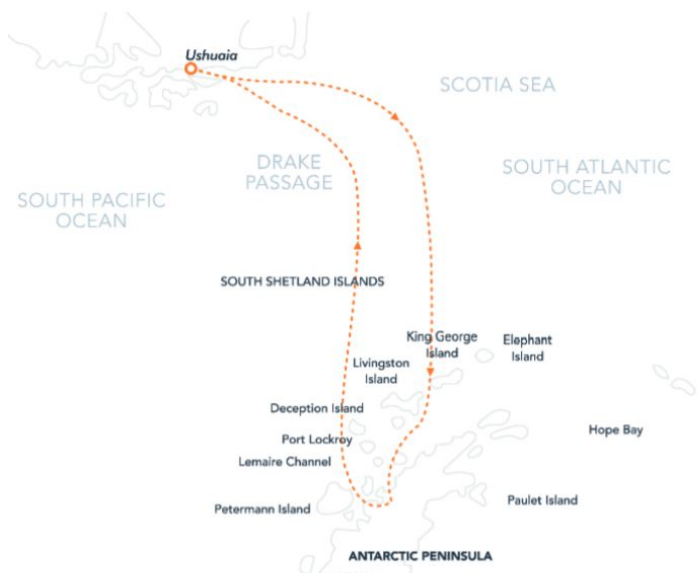 Ushuaia
SCOTIA SEA
DRAKE
PASSAGE
SOUTH ATLANTIC
OCEAN
SOUTH PACIFIC
OCEAN
SOUTH SHETLAND ISLANDS
King George
Island
Elephant
Island
Livingston
Island
Deception Island
Port Lockroy
Hope Bay
Lemaire Channel
Petermann Island
Paulet Island
ANTARCTIC PENINSULA